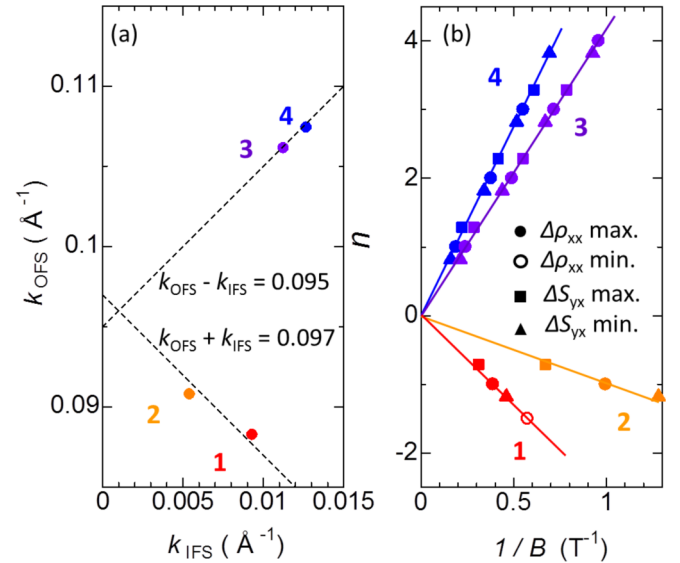 (a)
0.11
0.1
0.09
k_OFS ( Å⁻¹)
4
3
k_OFS - k_IFS = 0.095
k_OFS + k_IFS = 0.097
2
1
0 0.005 0.01 0.015
k_IFS ( Å⁻¹)
(b)
4
2
0
-2
n
4
3
Δρ_xx max.
Δρ_xx min.
ΔS_yx max.
ΔS_yx min.
1
2
0 0.5 1
1 / B (T⁻¹)